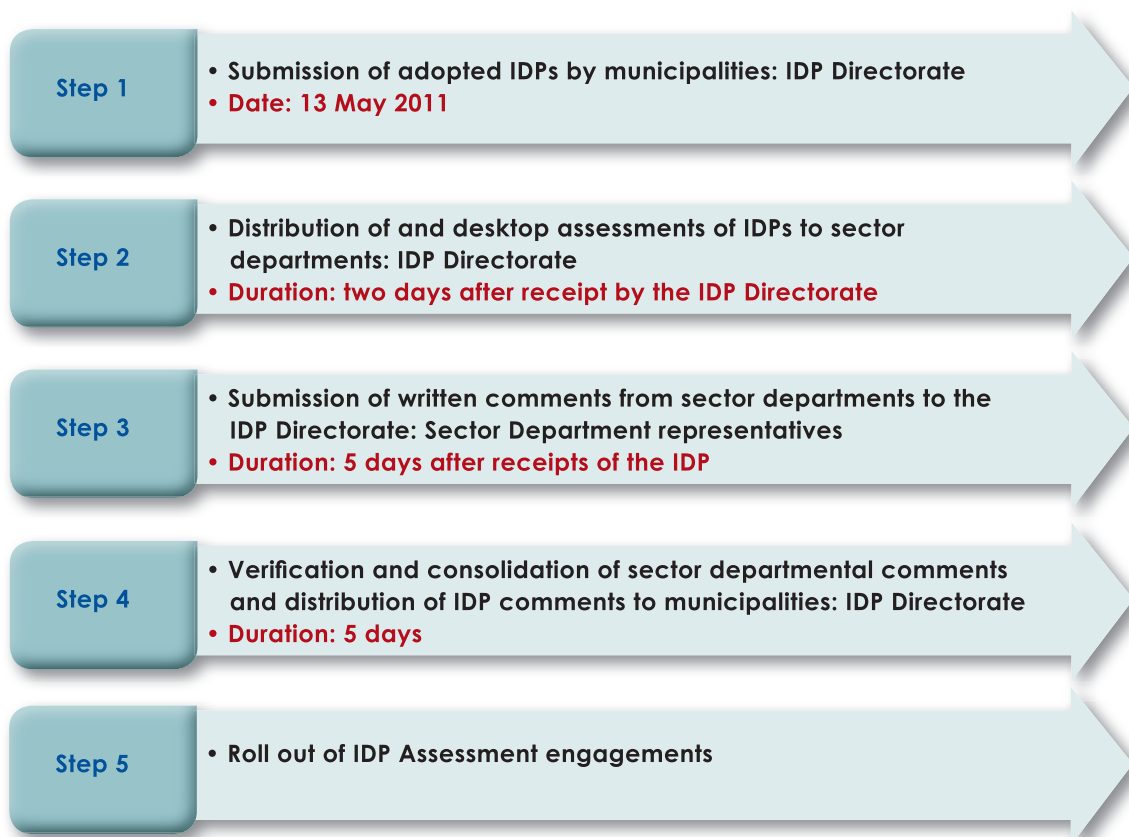 Step 1
• Submission of adopted IDPs by municipalities: IDP Directorate
• Date: 13 May 2011
Step 2
• Distribution of and desktop assessments of IDPs to sector
departments: IDP Directorate
• Duration: two days after receipt by the IDP Directorate
Step 3
• Submission of written comments from sector departments to the
IDP Directorate: Sector Department representatives
• Duration: 5 days after receipts of the IDP
Step 4
• Verification and consolidation of sector departmental comments
and distribution of IDP comments to municipalities: IDP Directorate
• Duration: 5 days
Step 5
• Roll out of IDP Assessment engagements